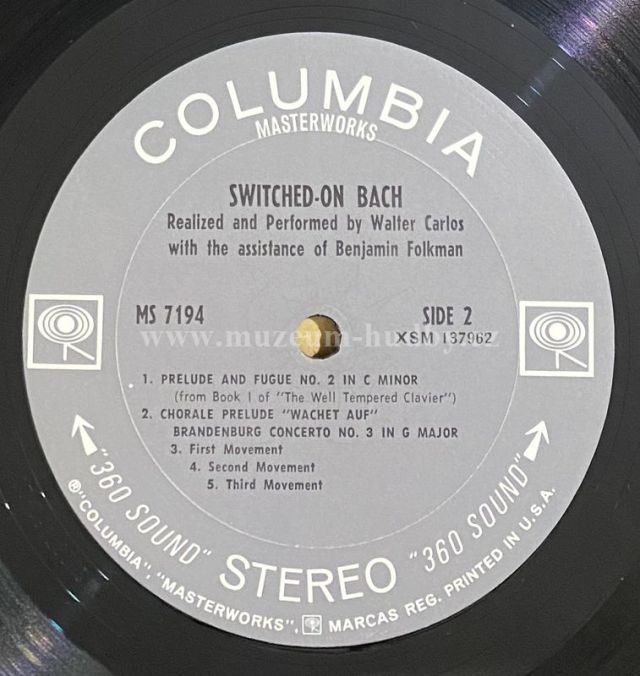 COLUMBIA
MASTERWORKS
SWITCHED-ON BACH
Realized and Performed by Walter Carlos
with the assistance of Benjamin Folkman
MS 7194
SIDE 2
XSM 137962
www.muzeum-hudby.cz
1. PRELUDE AND FUGUE NO. 2 IN C MINOR
(from Book I of "The Well Tempered Clavier")
2. CHORALE PRELUDE "WACHET AUF"
BRANDENBURG CONCERTO NO. 3 IN G MAJOR
3. First Movement
4. Second Movement
5. Third Movement
"360 SOUND" STEREO "360 SOUND"
℗"COLUMBIA", "MASTERWORKS", MARCAS REG. PRINTED IN U.S.A.